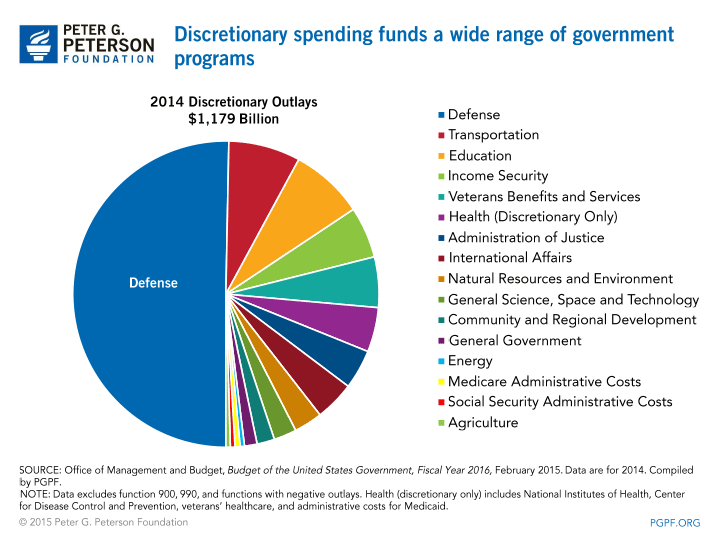 PETER G.
PETERSON
FOUNDATION
Discretionary spending funds a wide range of government
programs
2014 Discretionary Outlays
$1,179 Billion
Defense
Defense
Transportation
Education
Income Security
Veterans Benefits and Services
Health (Discretionary Only)
Administration of Justice
International Affairs
Natural Resources and Environment
General Science, Space and Technology
Community and Regional Development
General Government
Energy
Medicare Administrative Costs
Social Security Administrative Costs
Agriculture
SOURCE: Office of Management and Budget, Budget of the United States Government, Fiscal Year 2016, February 2015. Data are for 2014. Compiled
by PGPF.
NOTE: Data excludes function 900, 990, and functions with negative outlays. Health (discretionary only) includes National Institutes of Health, Center
for Disease Control and Prevention, veterans' healthcare, and administrative costs for Medicaid.
© 2015 Peter G. Peterson Foundation
PGPF.ORG